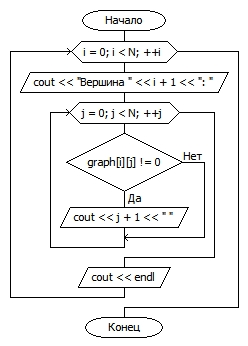 Начало
i = 0; i < N; ++i
cout << "Вершина " << i + 1 << ": "
j = 0; j < N; ++j
graph[i][j] != 0
Нет
Да
cout << j + 1 << " "
cout << endl
Конец